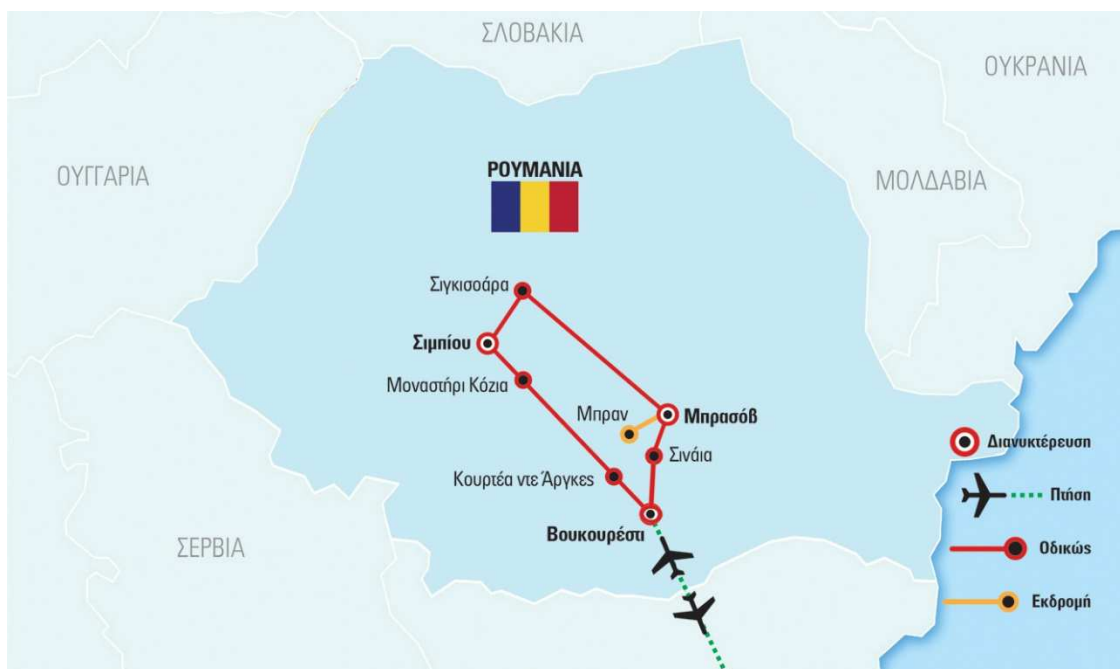 ΣΛΟΒΑΚΙΑ
ΟΥΚΡΑΝΙΑ
ΟΥΓΓΑΡΙΑ
ΡΟΥΜΑΝΙΑ
ΜΟΛΔΑΒΙΑ
Σιγκισοάρα
Σιμπίου
Μοναστήρι Κόζια
Μπραν
Μπρασόβ
Σινάια
Κουρτέα ντε Άργκες
Βουκουρέστι
ΣΕΡΒΙΑ
Διανυκτέρευση
Πτήση
Οδικώς
Εκδρομή